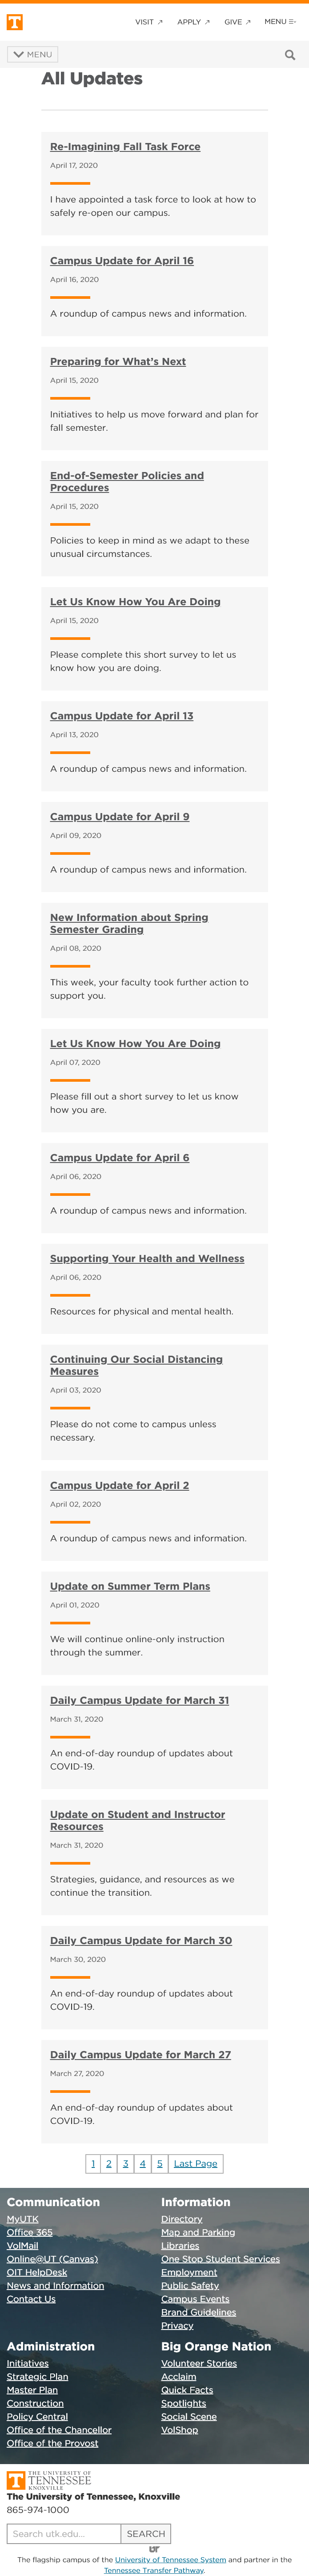 T
VISIT ↗ APPLY ↗ GIVE ↗ MENU
MENU
All Updates
Re-Imagining Fall Task Force
April 17, 2020
I have appointed a task force to look at how to
safely re-open our campus.
Campus Update for April 16
April 16, 2020
A roundup of campus news and information.
Preparing for What's Next
April 15, 2020
Initiatives to help us move forward and plan for
fall semester.
End-of-Semester Policies and
Procedures
April 15, 2020
Policies to keep in mind as we adapt to these
unusual circumstances.
Let Us Know How You Are Doing
April 15, 2020
Please complete this short survey to let us
know how you are doing.
Campus Update for April 13
April 13, 2020
A roundup of campus news and information.
Campus Update for April 9
April 09, 2020
A roundup of campus news and information.
New Information about Spring
Semester Grading
April 08, 2020
This week, your faculty took further action to
support you.
Let Us Know How You Are Doing
April 07, 2020
Please fill out a short survey to let us know
how you are.
Campus Update for April 6
April 06, 2020
A roundup of campus news and information.
Supporting Your Health and Wellness
April 06, 2020
Resources for physical and mental health.
Continuing Our Social Distancing
Measures
April 03, 2020
Please do not come to campus unless
necessary.
Campus Update for April 2
April 02, 2020
A roundup of campus news and information.
Update on Summer Term Plans
April 01, 2020
We will continue online-only instruction
through the summer.
Daily Campus Update for March 31
March 31, 2020
An end-of-day roundup of updates about
COVID-19.
Update on Student and Instructor
Resources
March 31, 2020
Strategies, guidance, and resources as we
continue the transition.
Daily Campus Update for March 30
March 30, 2020
An end-of-day roundup of updates about
COVID-19.
Daily Campus Update for March 27
March 27, 2020
An end-of-day roundup of updates about
COVID-19.
1 2 3 4 5 Last Page
Communication
MyUTK
Office 365
VolMail
Online@UT (Canvas)
OIT HelpDesk
News and Information
Contact Us
Information
Directory
Map and Parking
Libraries
One Stop Student Services
Employment
Public Safety
Campus Events
Brand Guidelines
Privacy
Administration
Initiatives
Strategic Plan
Master Plan
Construction
Policy Central
Office of the Chancellor
Office of the Provost
Big Orange Nation
Volunteer Stories
Acclaim
Quick Facts
Spotlights
Social Scene
VolShop
T THE UNIVERSITY OF
TENNESSEE
KNOXVILLE
The University of Tennessee, Knoxville
865-974-1000
Search utk.edu... SEARCH
UT
The flagship campus of the University of Tennessee System and partner in the
Tennessee Transfer Pathway.